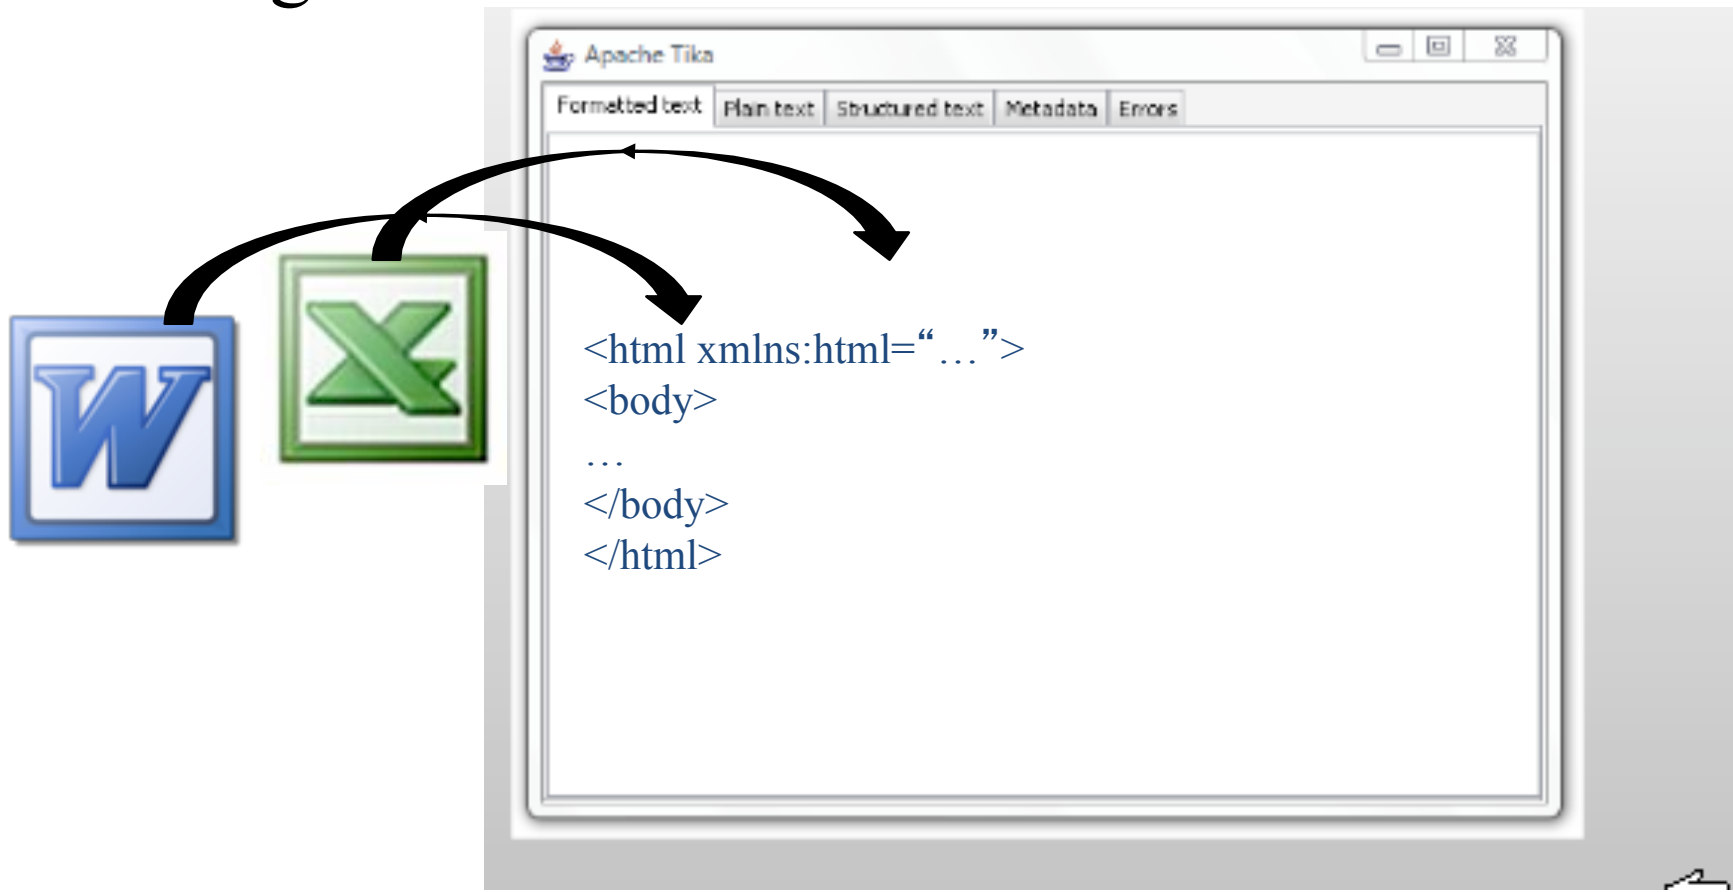 g
Apache Tika
Formatted text Plain text Structured text Metadata Errors
W X
<html xmlns:html=“…”>
<body>
…
</body>
</html>